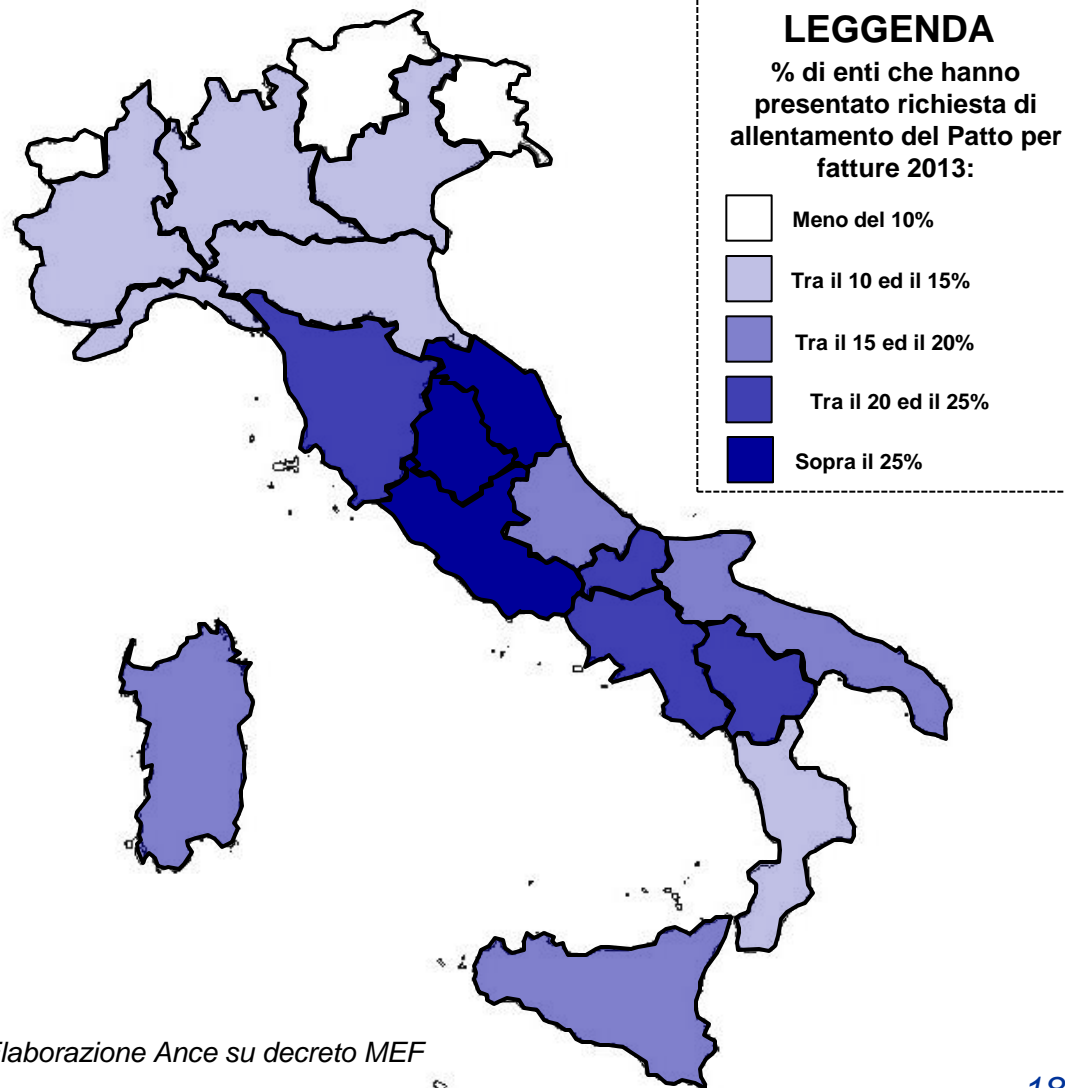 LEGGENDA
% di enti che hanno
presentato richiesta di
allentamento del Patto per
fatture 2013:
Meno del 10%
Tra il 10 ed il 15%
Tra il 15 ed il 20%
Tra il 20 ed il 25%
Sopra il 25%
laborazione Ance su decreto MEF
18